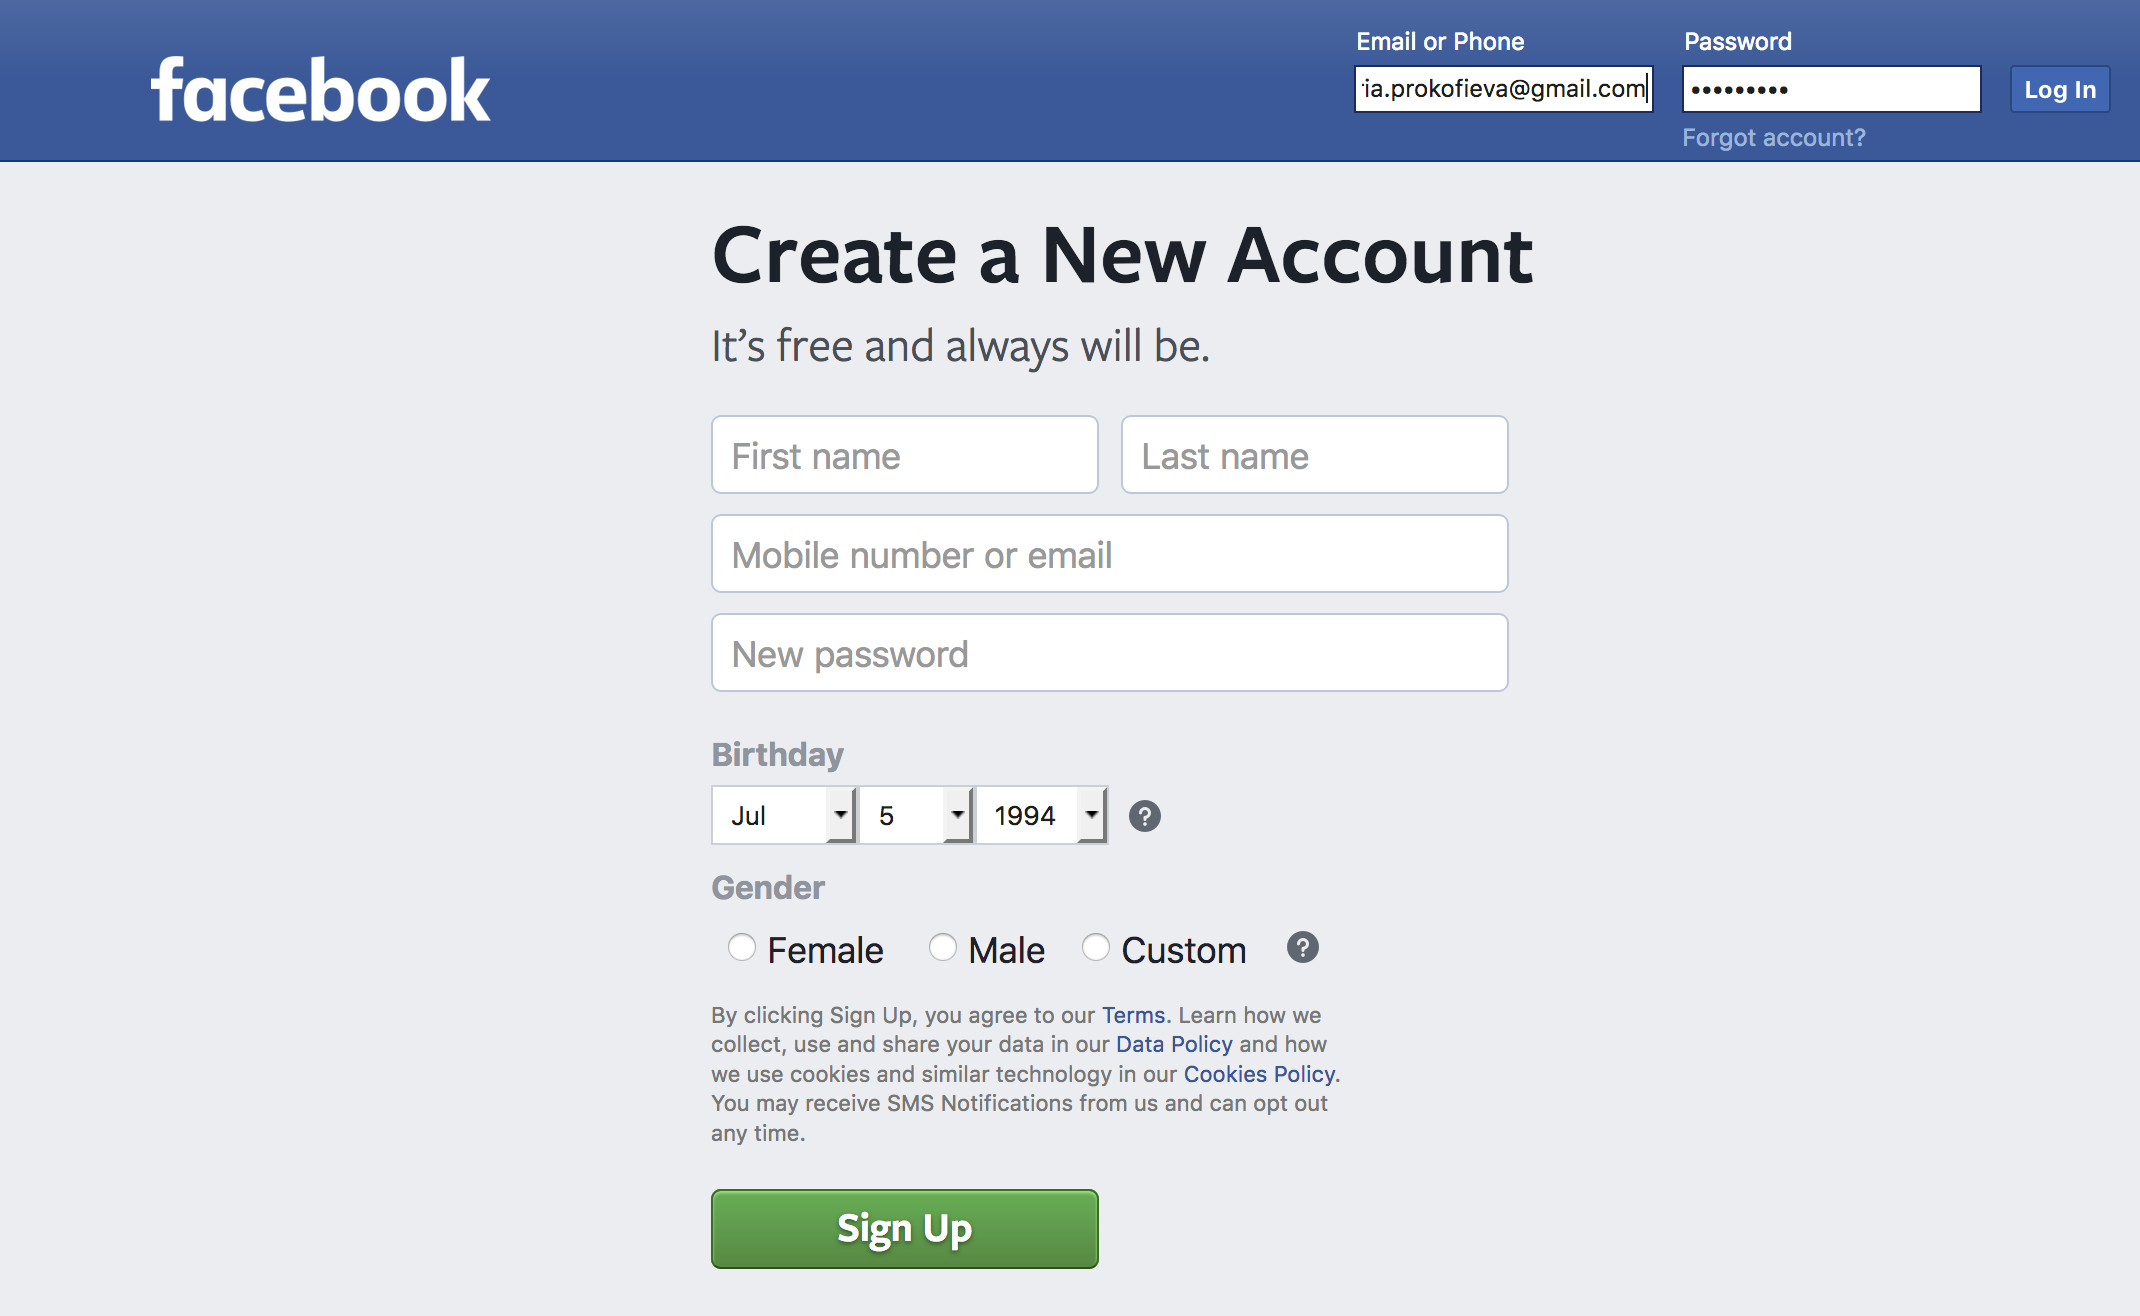 facebook
Email or Phone
Password
ia.prokofieva@gmail.com
•••••••••
Log In
Forgot account?
Create a New Account
It’s free and always will be.
First name
Last name
Mobile number or email
New password
Birthday
Jul
5
1994
?
Gender
Female
Male
Custom
?
By clicking Sign Up, you agree to our Terms. Learn how we
collect, use and share your data in our Data Policy and how
we use cookies and similar technology in our Cookies Policy.
You may receive SMS Notifications from us and can opt out
any time.
Sign Up